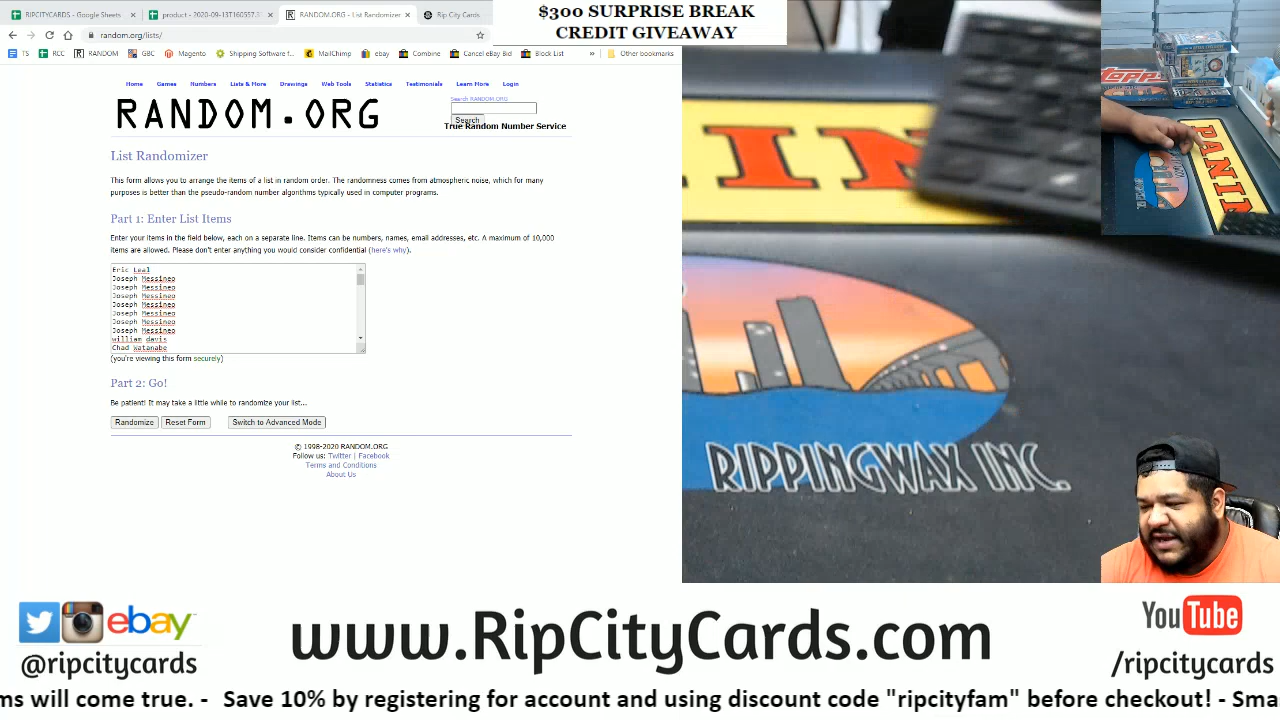 RIPCITYCARDS - Google Sheets
product - 2020-09-13T160557.5
RANDOM.ORG - List Randomizer
Rip City Cards
$300 SURPRISE BREAK
CREDIT GIVEAWAY
random.org/lists/
TS
RCC
RANDOM
GBC
Magento
Shipping Software f...
MailChimp
ebay
Combine
Cancel eBay Bid
Block List
»
Other bookmarks
Home
Games
Numbers
Lists & More
Drawings
Web Tools
Statistics
Testimonials
Learn More
Login
RANDOM.ORG
Search RANDOM.ORG
Search
True Random Number Service
List Randomizer
This form allows you to arrange the items of a list in random order. The randomness comes from atmospheric noise, which for many
purposes is better than the pseudo-random number algorithms typically used in computer programs.
Part 1: Enter List Items
Enter your items in the field below, each on a separate line. Items can be numbers, names, email addresses, etc. A maximum of 10,000
items are allowed. Please don't enter anything you would consider confidential (here's why).
Eric Leal
Joseph Messineo
Joseph Messineo
Joseph Messineo
Joseph Messineo
Joseph Messineo
Joseph Messineo
Joseph Messineo
william davis
Chad watanabe
(you're viewing this form securely)
Part 2: Go!
Be patient! It may take a little while to randomize your list...
Randomize
Reset Form
Switch to Advanced Mode
© 1998-2020 RANDOM.ORG
Follow us: Twitter | Facebook
Terms and Conditions
About Us
RIPPINGWAX INC.
topps
PANINI
ebay
@ripcitycards
www.RipCityCards.com
YouTube
/ripcitycards
ms will come true. - Save 10% by registering for account and using discount code "ripcityfam" before checkout! - Sma